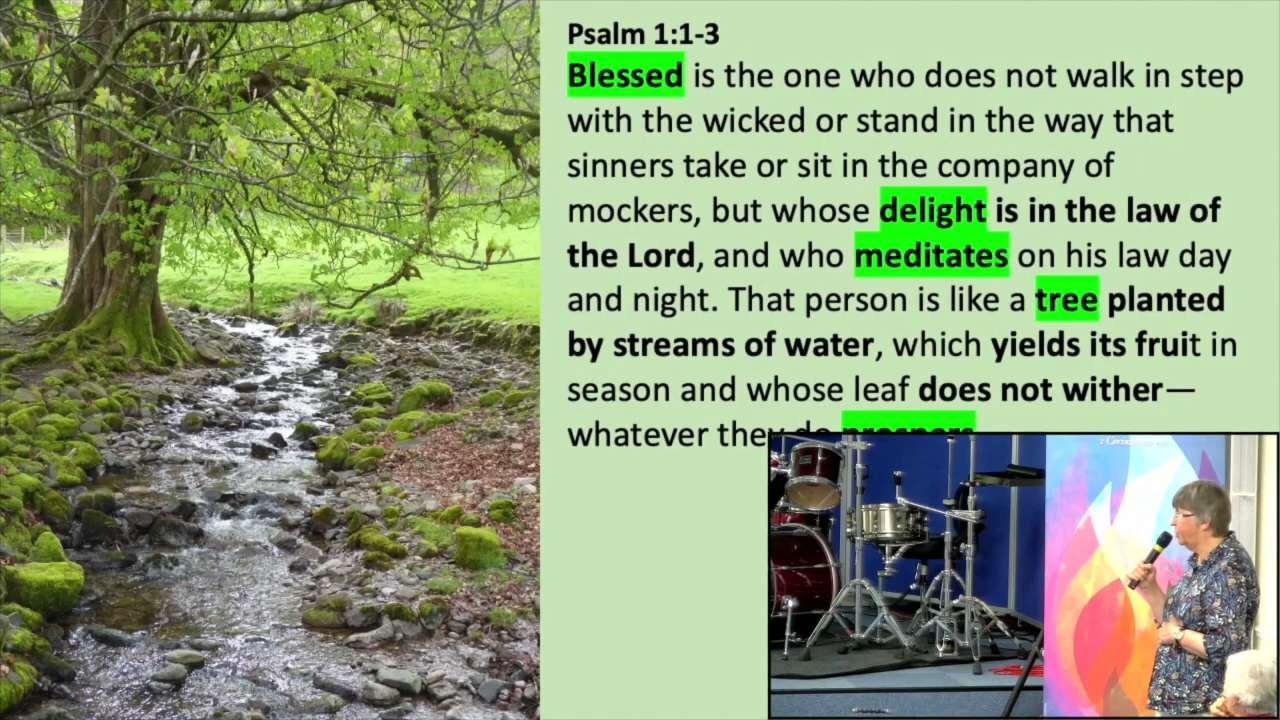 Psalm 1:1-3
Blessed is the one who does not walk in step
with the wicked or stand in the way that
sinners take or sit in the company of
mockers, but whose delight is in the law of
the Lord, and who meditates on his law day
and night. That person is like a tree planted
by streams of water, which yields its fruit in
season and whose leaf does not wither—
whatever they do prospers